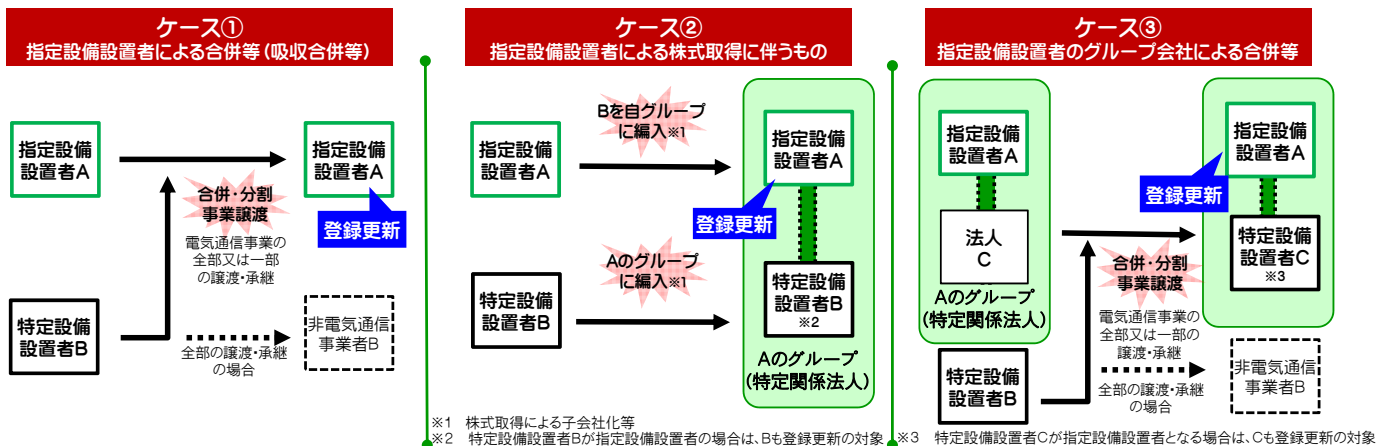 ケース①
指定設備設置者による合併等(吸収合併等)
指定設備
設置者A
指定設備
設置者A
登録更新
合併・分割
事業譲渡
電気通信事業の
全部又は一部
の譲渡・承継
特定設備
設置者B
全部の譲渡・承継
の場合
非電気通信
事業者B
ケース②
指定設備設置者による株式取得に伴うもの
指定設備
設置者A
Bを自グループ
に編入※1
指定設備
設置者A
登録更新
特定設備
設置者B
Aのグループ
に編入※1
特定設備
設置者B
※2
Aのグループ
(特定関係法人)
ケース③
指定設備設置者のグループ会社による合併等
指定設備
設置者A
法人
C
Aのグループ
(特定関係法人)
指定設備
設置者A
登録更新
特定設備
設置者C
※3
合併・分割
事業譲渡
電気通信事業の
全部又は一部の
譲渡・承継
特定設備
設置者B
全部の譲渡・承継
の場合
非電気通信
事業者B
※1 株式取得による子会社化等
※2 特定設備設置者Bが指定設備設置者の場合は、Bも登録更新の対象
※3 特定設備設置者Cが指定設備設置者となる場合は、Cも登録更新の対象